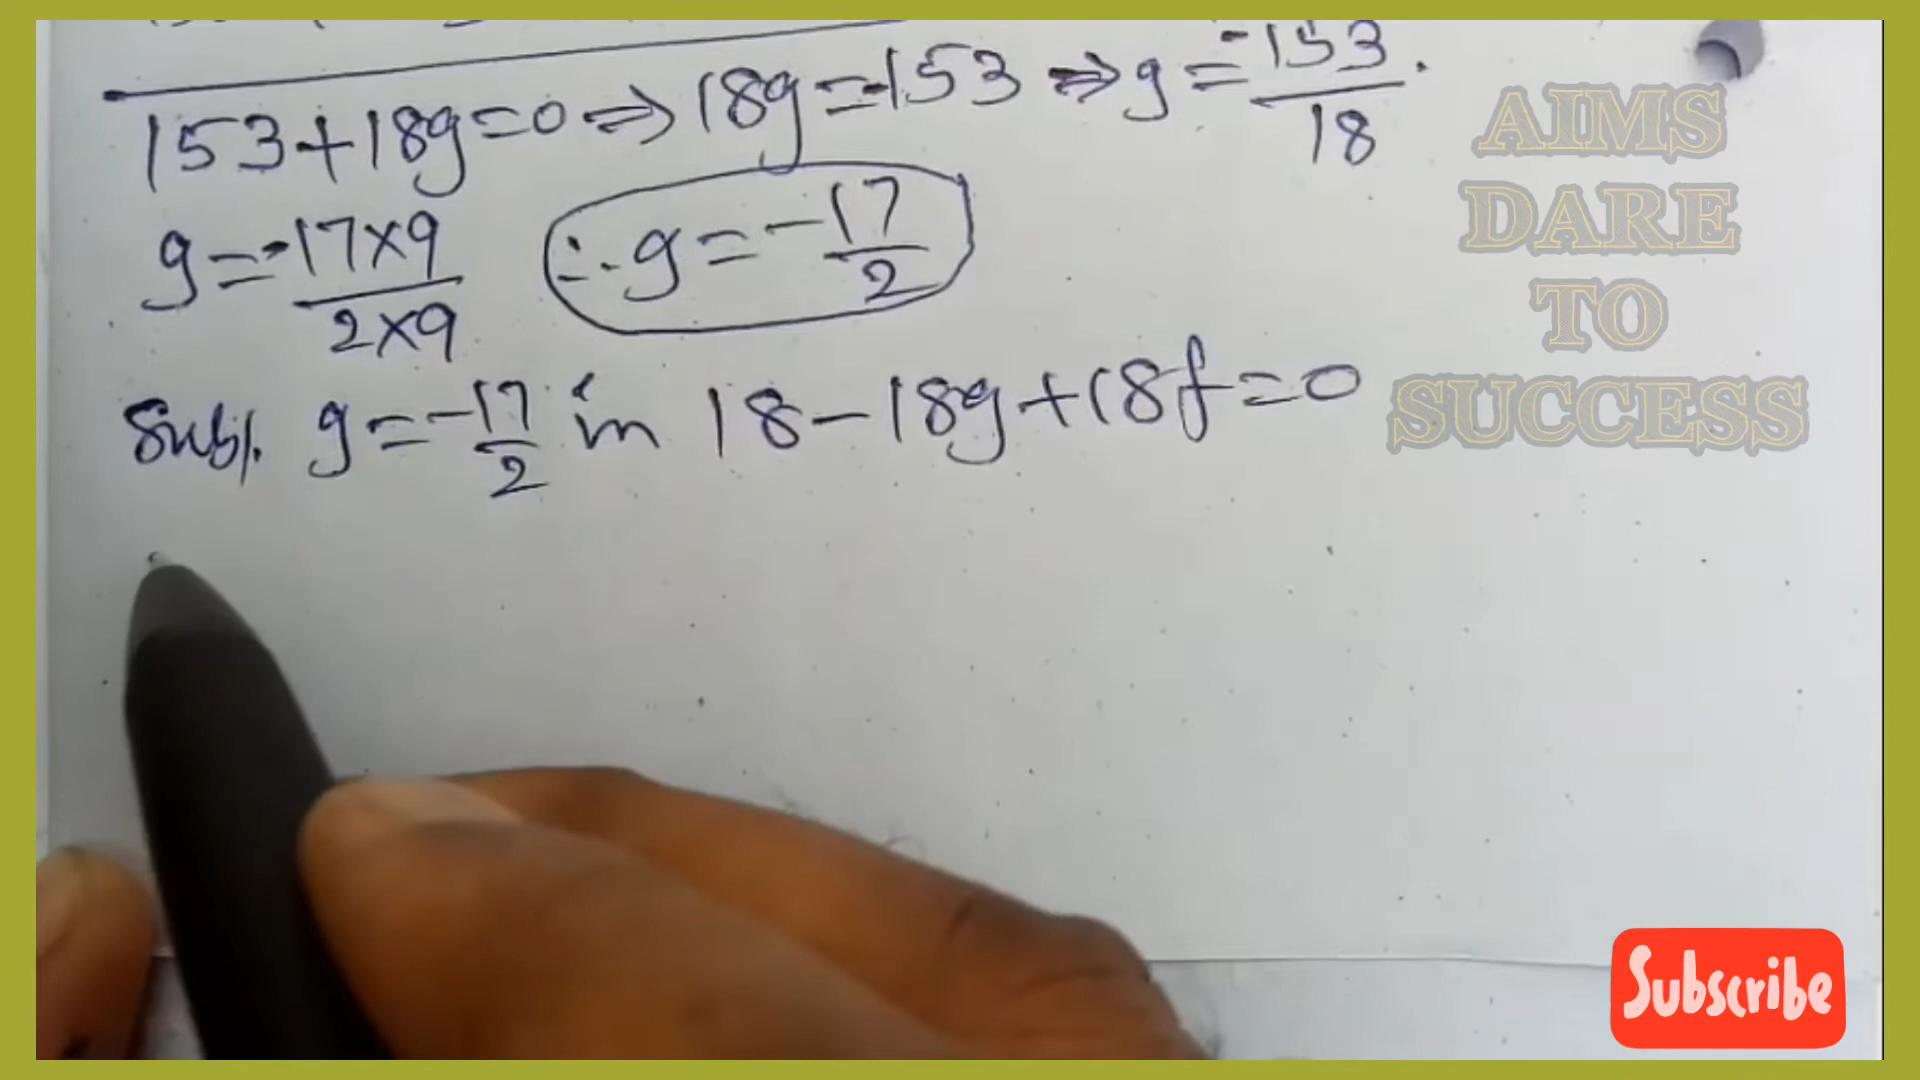 153+18g=0 ⇒ 18g=-153 ⇒ g=-153/18.
g=-17×9/2×9 ∴ g=-17/2
Subs. g=-17/2 in 18-18g+18f=0
AIMS
DARE
TO
SUCCESS
Subscribe